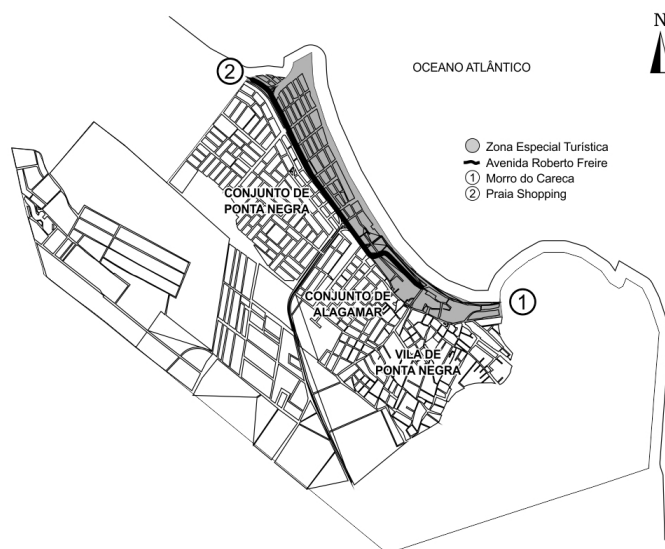 N
OCEANO ATLÂNTICO
Zona Especial Turística
Avenida Roberto Freire
1 Morro do Careca
2 Praia Shopping
2
CONJUNTO DE
PONTA NEGRA
CONJUNTO DE
ALAGAMAR
1
VILA DE
PONTA NEGRA